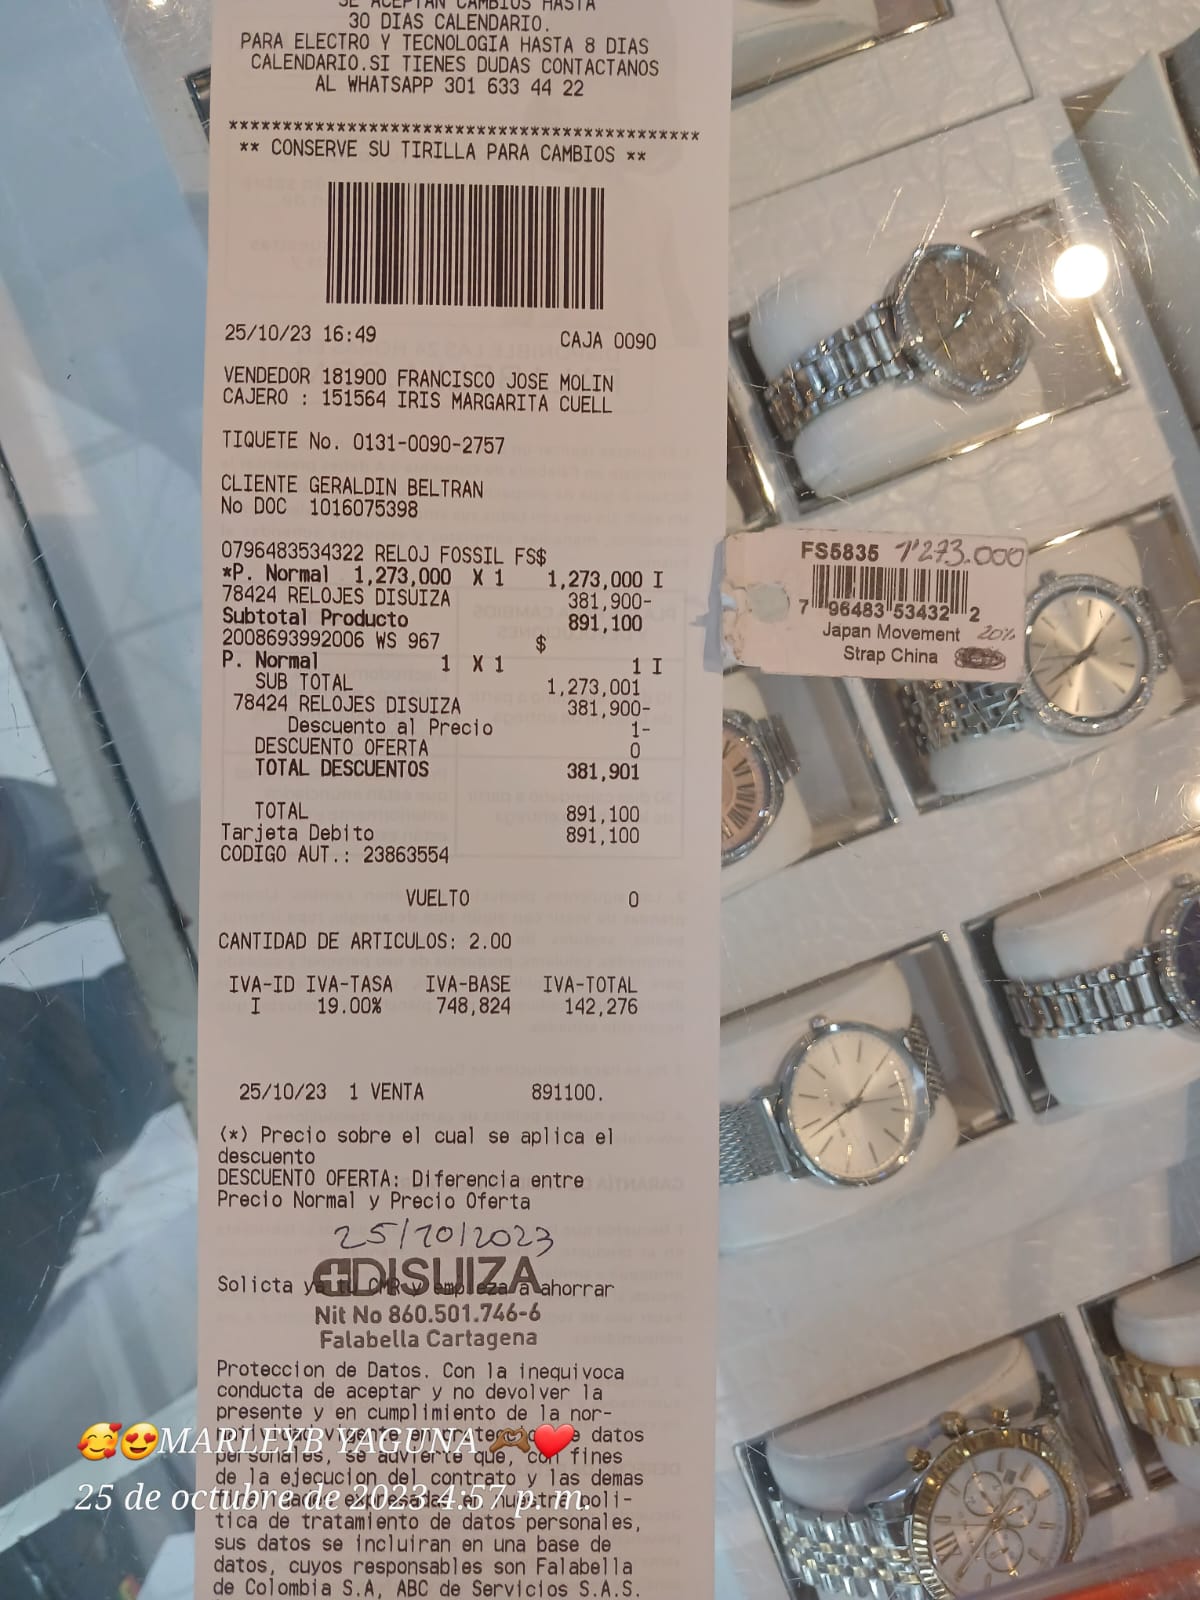 SE ACEPTAN CAMBIOS HASTA
30 DIAS CALENDARIO.
PARA ELECTRO Y TECNOLOGIA HASTA 8 DIAS
CALENDARIO.SI TIENES DUDAS CONTACTANOS
AL WHATSAPP 301 633 44 22
*******************************************
** CONSERVE SU TIRILLA PARA CAMBIOS **
25/10/23 16:49 CAJA 0090
VENDEDOR 181900 FRANCISCO JOSE MOLIN
CAJERO : 151564 IRIS MARGARITA CUELL
TIQUETE No. 0131-0090-2757
CLIENTE GERALDIN BELTRAN
No DOC 1016075398
0796483534322 RELOJ FOSSIL FS$
*P. Normal 1,273,000 X 1 1,273,000 I
78424 RELOJES DISUIZA 381,900-
Subtotal Producto 891,100
2008693992006 WS 967 $
P. Normal 1 X 1 1 I
SUB TOTAL 1,273,001
78424 RELOJES DISUIZA 381,900-
Descuento al Precio 1-
DESCUENTO OFERTA 0
TOTAL DESCUENTOS 381,901
TOTAL 891,100
Tarjeta Debito 891,100
CODIGO AUT.: 23863554
VUELTO 0
CANTIDAD DE ARTICULOS: 2.00
IVA-ID IVA-TASA IVA-BASE IVA-TOTAL
I 19.00% 748,824 142,276
25/10/23 1 VENTA 891100.
(*) Precio sobre el cual se aplica el
descuento
DESCUENTO OFERTA: Diferencia entre
Precio Normal y Precio Oferta
25/10/2023
DISUIZA
Solicta ya tu CMR y empieza a ahorrar
Nit No 860.501.746-6
Falabella Cartagena
Proteccion de Datos. Con la inequivoca
conducta de aceptar y no devolver la
presente y en cumplimiento de la nor-
datos
🥰😍MARLEYB YAGUNA 🫶🏾❤️
personales, se advierte que, con fines
de la ejecucion del contrato y las demas
25 de octubre de 2023 4:57 p.m.
tica de tratamiento de datos personales,
sus datos se incluiran en una base de
datos, cuyos responsables son Falabella
de Colombia S.A, ABC de Servicios S.A.S.
FS5835 1'273.000
7 96483 53432 2
Japan Movement 20%
Strap China